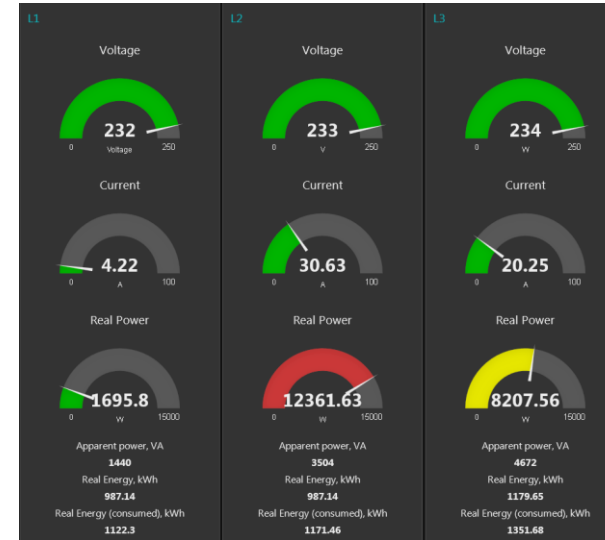 L1
Voltage
232
Voltage
0
250
Current
4.22
A
0
100
Real Power
1695.8
W
0
15000
Apparent power, VA
1440
Real Energy, kWh
987.14
Real Energy (consumed), kWh
1122.3
L2
Voltage
233
V
0
250
Current
30.63
A
0
100
Real Power
12361.63
W
0
15000
Apparent power, VA
3504
Real Energy, kWh
987.14
Real Energy (consumed), kWh
1171.46
L3
Voltage
234
W
0
250
Current
20.25
A
0
100
Real Power
8207.56
W
0
15000
Apparent power, VA
4672
Real Energy, kWh
1179.65
Real Energy (consumed), kWh
1351.68